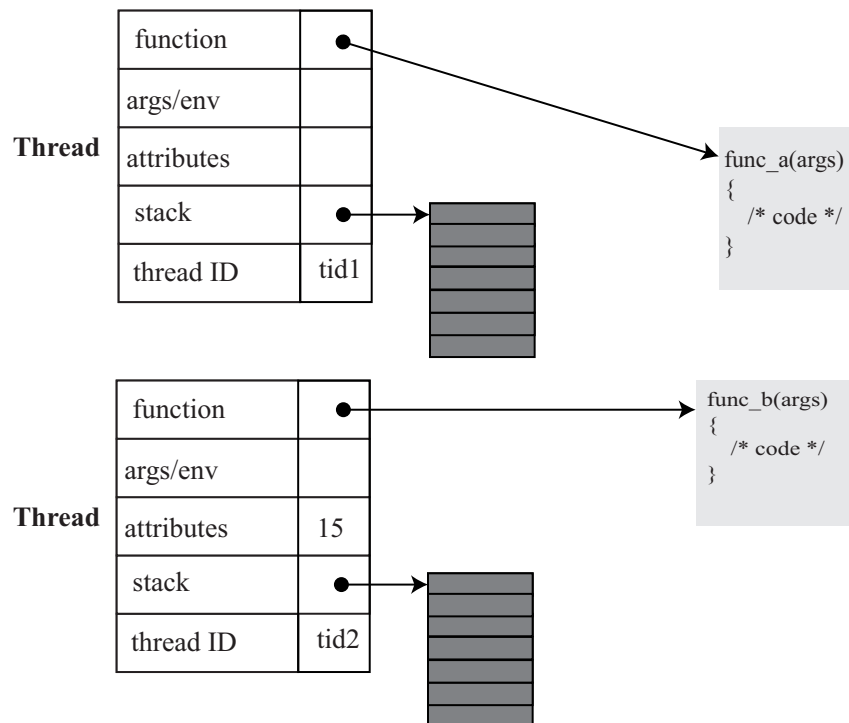 function
args/env
Thread
attributes
stack
thread ID tid1
func_a(args)
{
/* code */
}
function
args/env
Thread
attributes 15
stack
thread ID tid2
func_b(args)
{
/* code */
}